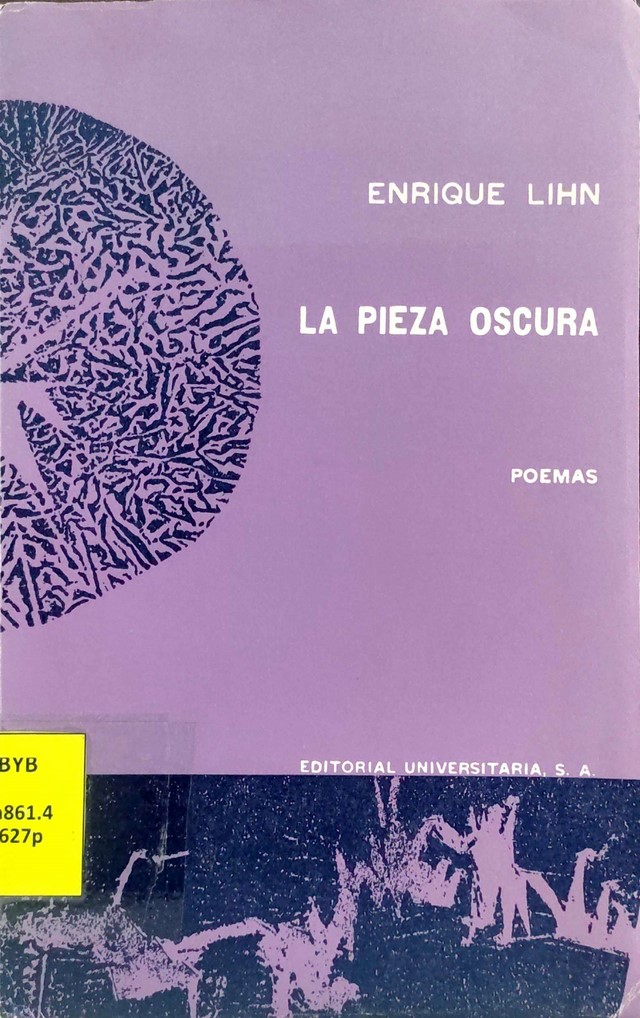 ENRIQUE LIHN
LA PIEZA OSCURA
POEMAS
EDITORIAL UNIVERSITARIA, S. A.
BYB
861.4
627p